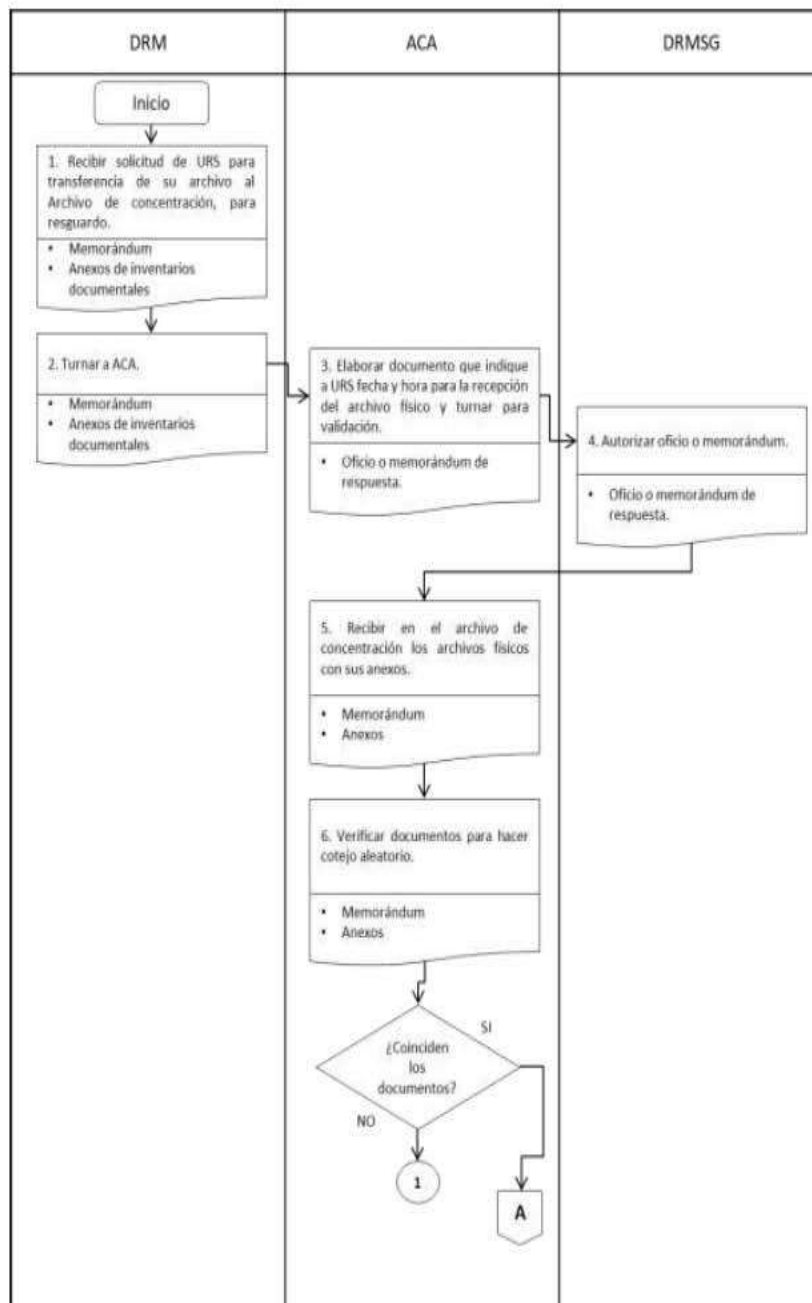 DRM
ACA
DRMSG
Inicio
1. Recibir solicitud de URS para
transferencia de su archivo al
Archivo de concentración, para
resguardo.
• Memorándum
• Anexos de inventarios
documentales
2. Turnar a ACA.
• Memorándum
• Anexos de inventarios
documentales
3. Elaborar documento que indique
a URS fecha y hora para la recepción
del archivo físico y turnar para
validación.
• Oficio o memorándum de
respuesta.
4. Autorizar oficio o memorándum.
• Oficio o memorándum de
respuesta.
5. Recibir en el archivo de
concentración los archivos físicos
con sus anexos.
• Memorándum
• Anexos
6. Verificar documentos para hacer
cotejo aleatorio.
• Memorándum
• Anexos
¿Coinciden
los
documentos?
SI
NO
1
A